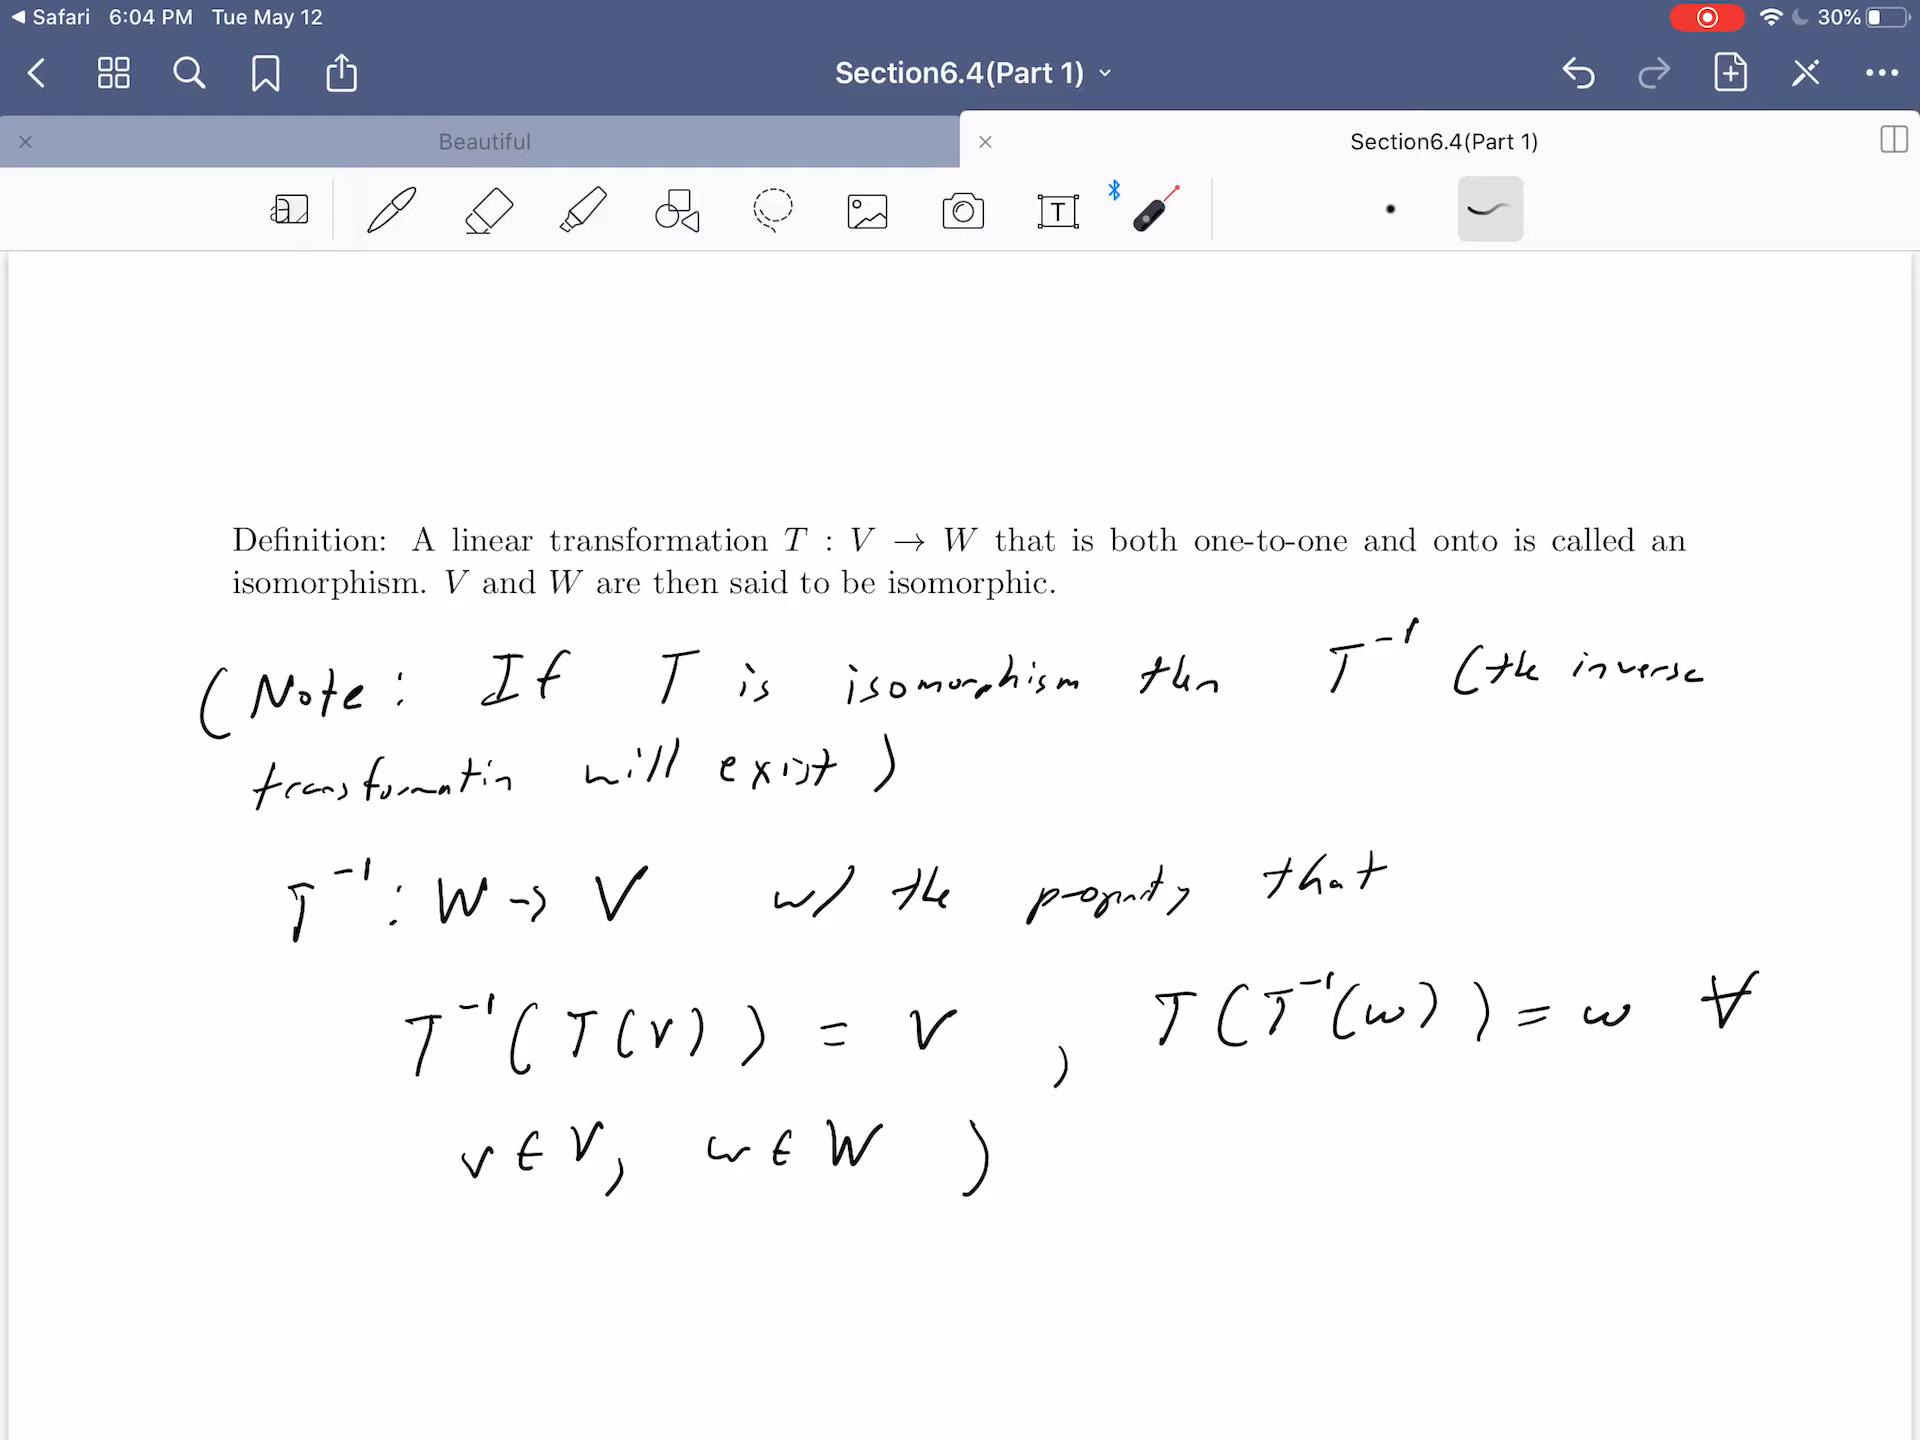 Safari 6:04 PM Tue May 12 30%
Section6.4(Part 1)
Beautiful Section6.4(Part 1)
Definition: A linear transformation T : V → W that is both one-to-one and onto is called an
isomorphism. V and W are then said to be isomorphic.
(Note: If T is isomorphism then T⁻¹ (the inverse
transformatin will exist)
T⁻¹ : W → V w/ the property that
T⁻¹(T(v)) = v , T(T⁻¹(w)) = w ∀
v ∈ V, w ∈ W )